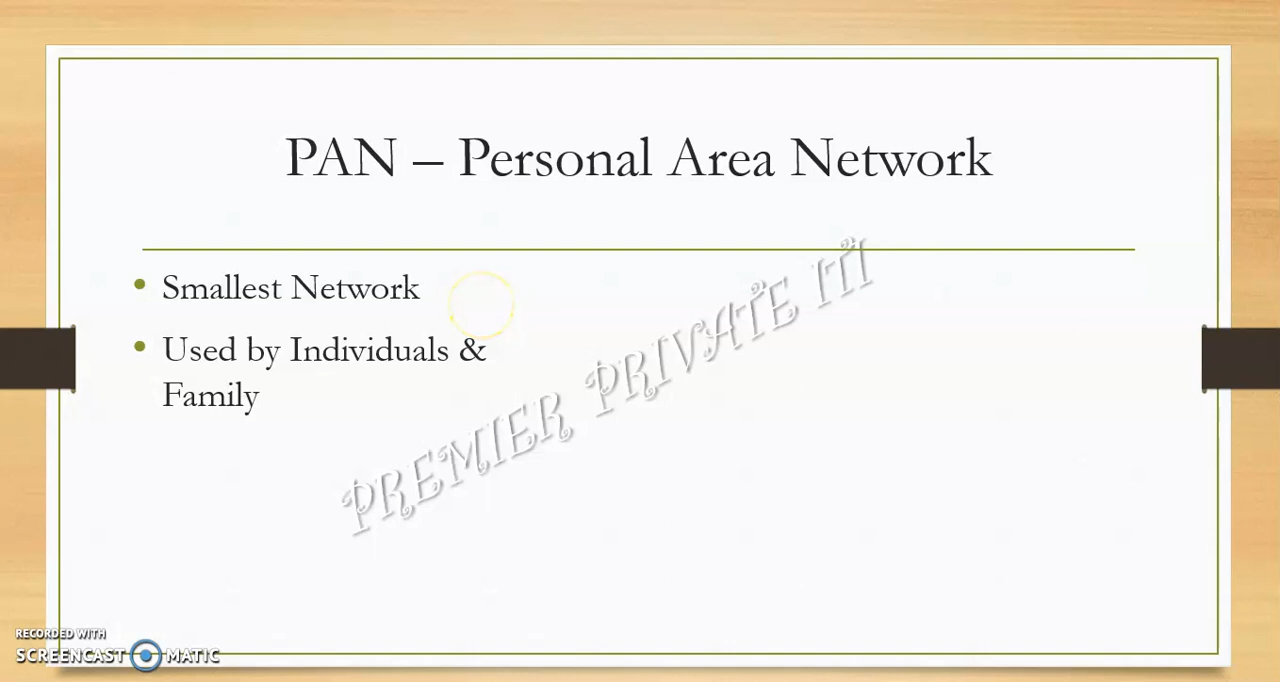 PAN – Personal Area Network
• Smallest Network
• Used by Individuals &
Family
PREMIER PRIVATE ITI
RECORDED WITH
SCREENCAST MATIC